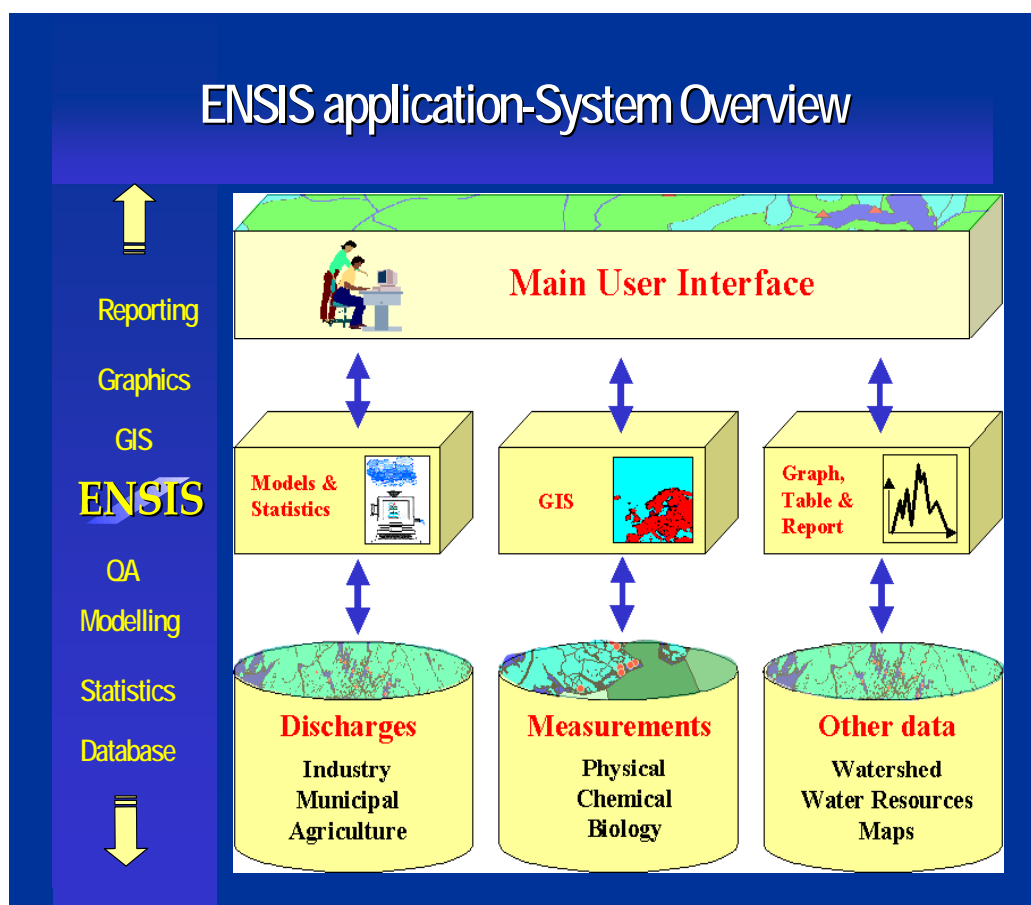 ENSIS application-System Overview
Reporting
Graphics
GIS
ENSIS
QA
Modelling
Statistics
Database
Main User Interface
Models &
Statistics
GIS
Graph,
Table &
Report
Discharges
Industry
Municipal
Agriculture
Measurements
Physical
Chemical
Biology
Other data
Watershed
Water Resources
Maps